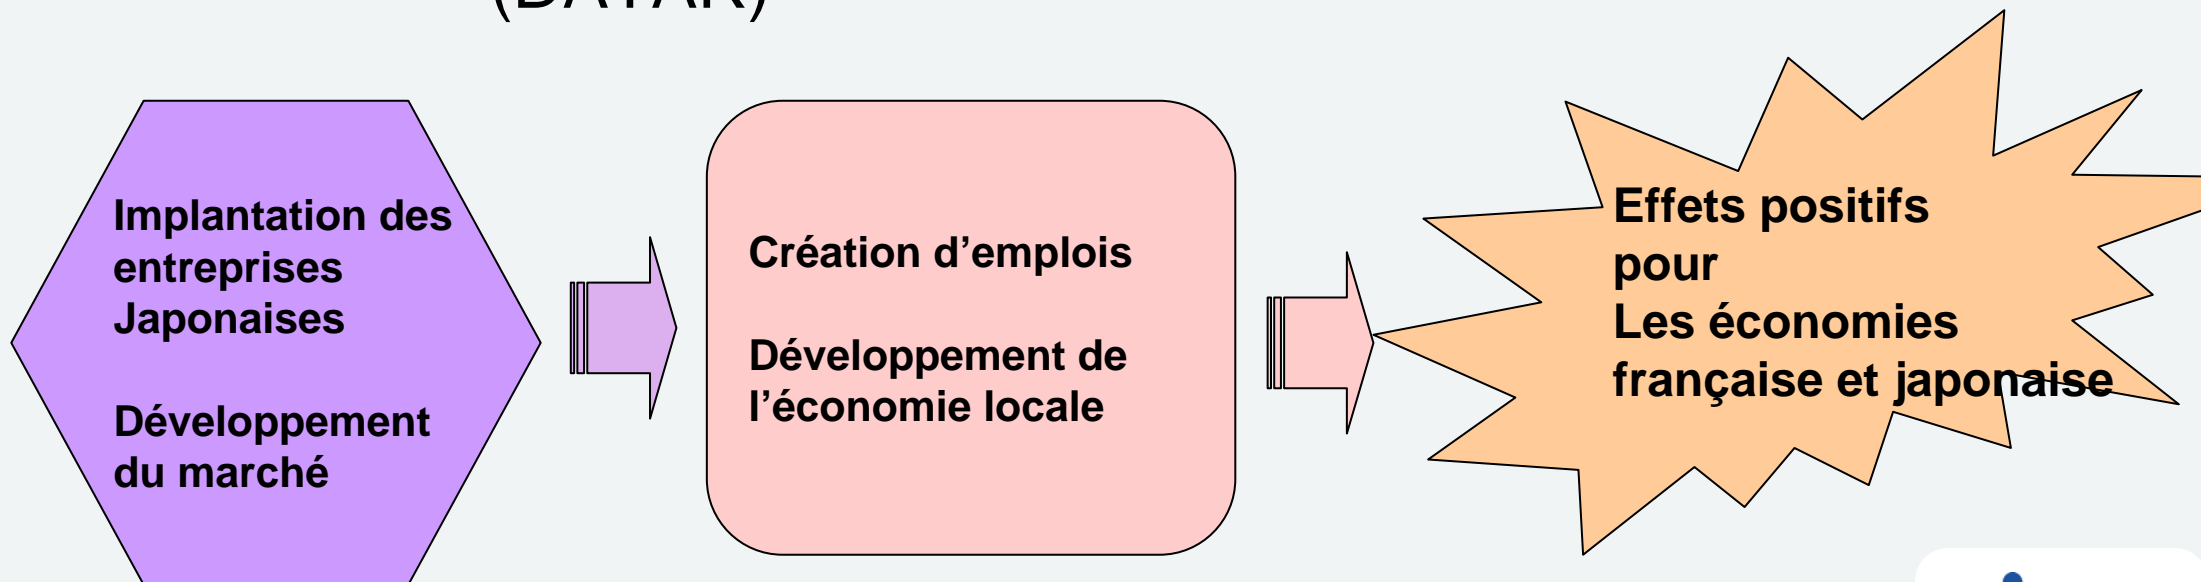 (DATAR)
Implantation des
entreprises
Japonaises
Développement
du marché
Création d’emplois
Développement de
l’économie locale
Effets positifs
pour
Les économies
française et japonaise